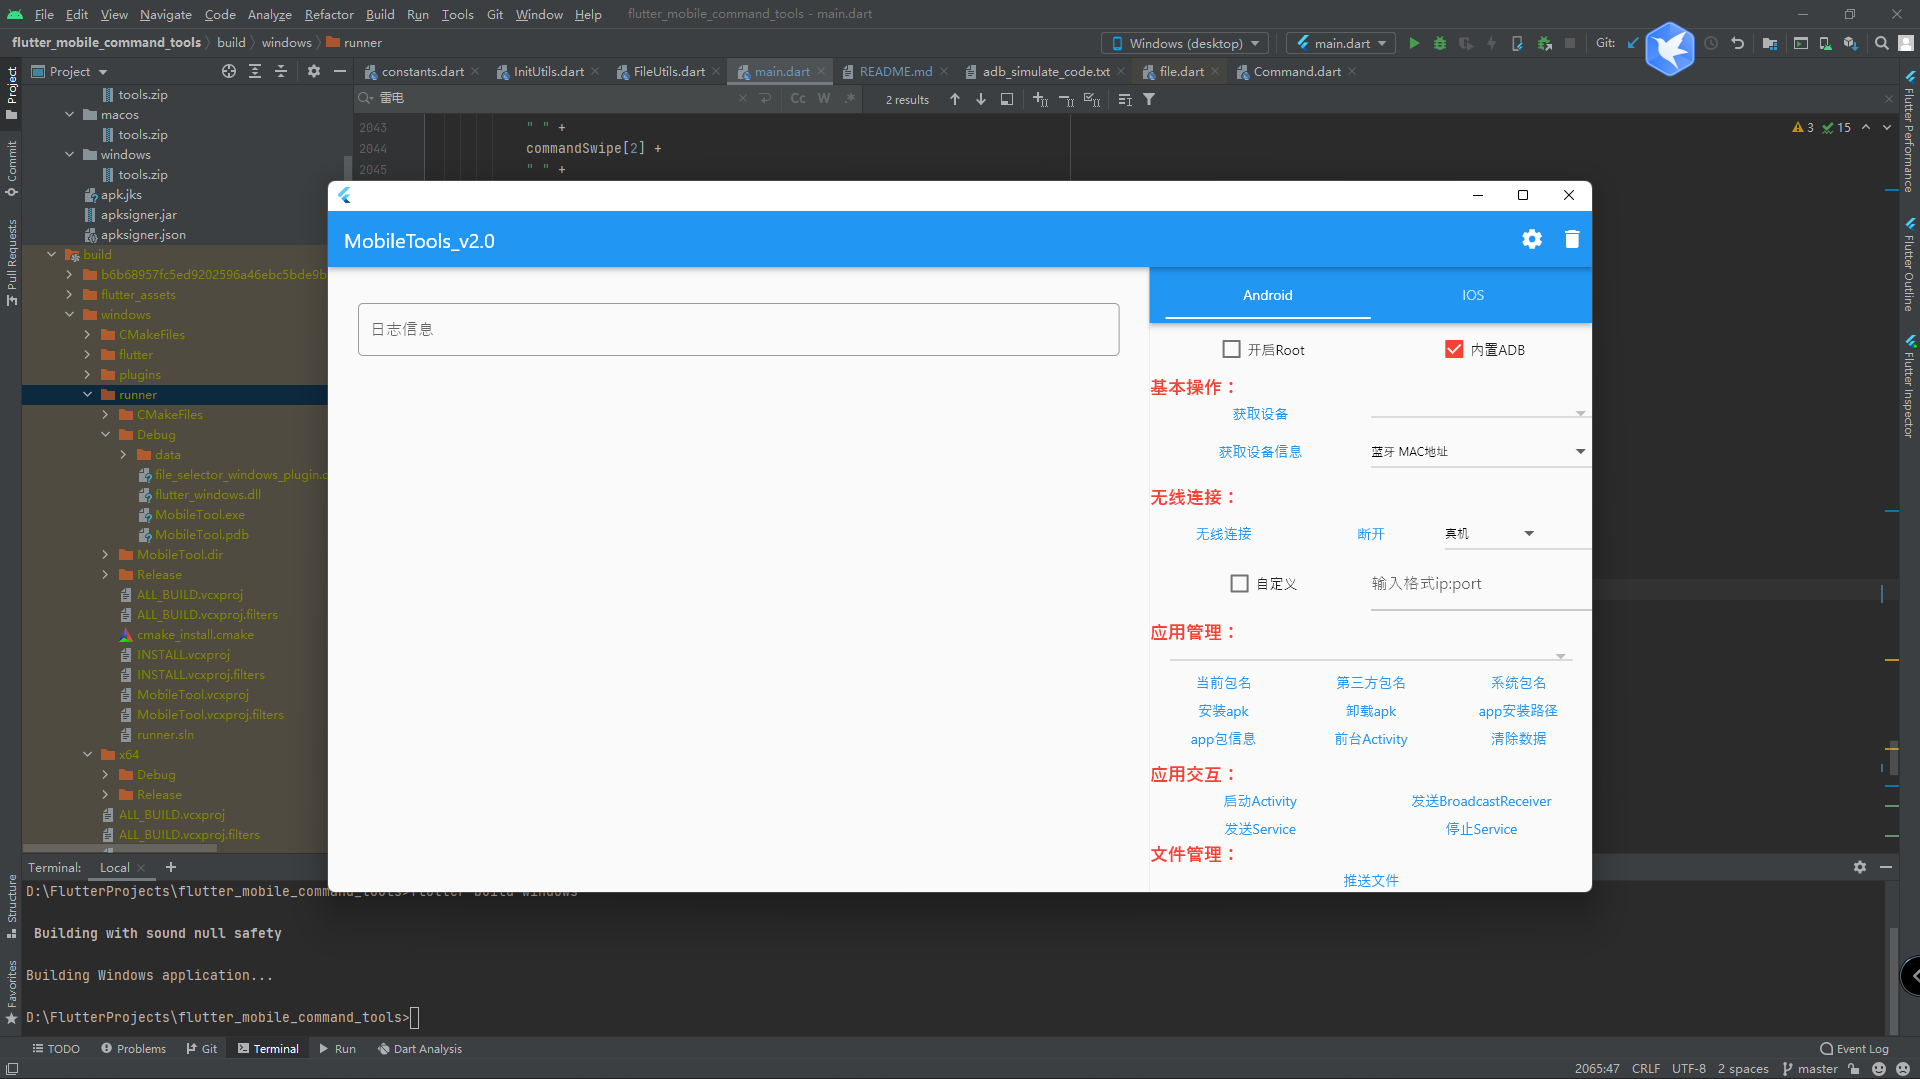 File Edit View Navigate Code Analyze Refactor Build Run Tools Git Window Help flutter_mobile_command_tools - main.dart
flutter_mobile_command_tools build windows runner
Windows (desktop) main.dart Git:
Project
constants.dart InitUtils.dart FileUtils.dart main.dart README.md adb_simulate_code.txt file.dart Command.dart
雷电 Cc W .* 2 results
tools.zip
macos
tools.zip
windows
tools.zip
apk.jks
apksigner.jar
apksigner.json
build
b6b68957fc5ed9202596a46ebc5bde9b
flutter_assets
windows
CMakeFiles
flutter
plugins
runner
CMakeFiles
Debug
data
file_selector_windows_plugin.d
flutter_windows.dll
MobileTool.exe
MobileTool.pdb
MobileTool.dir
Release
ALL_BUILD.vcxproj
ALL_BUILD.vcxproj.filters
cmake_install.cmake
INSTALL.vcxproj
INSTALL.vcxproj.filters
MobileTool.vcxproj
MobileTool.vcxproj.filters
runner.sln
x64
Debug
Release
ALL_BUILD.vcxproj
ALL_BUILD.vcxproj.filters
2043 " " +
2044 commandSwipe[2] +
2045 " " +
3 15
MobileTools_v2.0
日志信息
Android IOS
开启Root 内置ADB
基本操作：
获取设备
获取设备信息 蓝牙 MAC地址
无线连接：
无线连接 断开 真机
自定义 输入格式ip:port
应用管理：
当前包名 第三方包名 系统包名
安装apk 卸载apk app安装路径
app包信息 前台Activity 清除数据
应用交互：
启动Activity 发送BroadcastReceiver
发送Service 停止Service
文件管理：
推送文件
Project
Commit
Pull Requests
Structure
Favorites
Flutter Performance
Flutter Outline
Flutter Inspector
Terminal: Local
D:\FlutterProjects\flutter_mobile_command_tools>flutter build windows
Building with sound null safety
Building Windows application...
D:\FlutterProjects\flutter_mobile_command_tools>
TODO Problems Git Terminal Run Dart Analysis Event Log
2065:47 CRLF UTF-8 2 spaces master